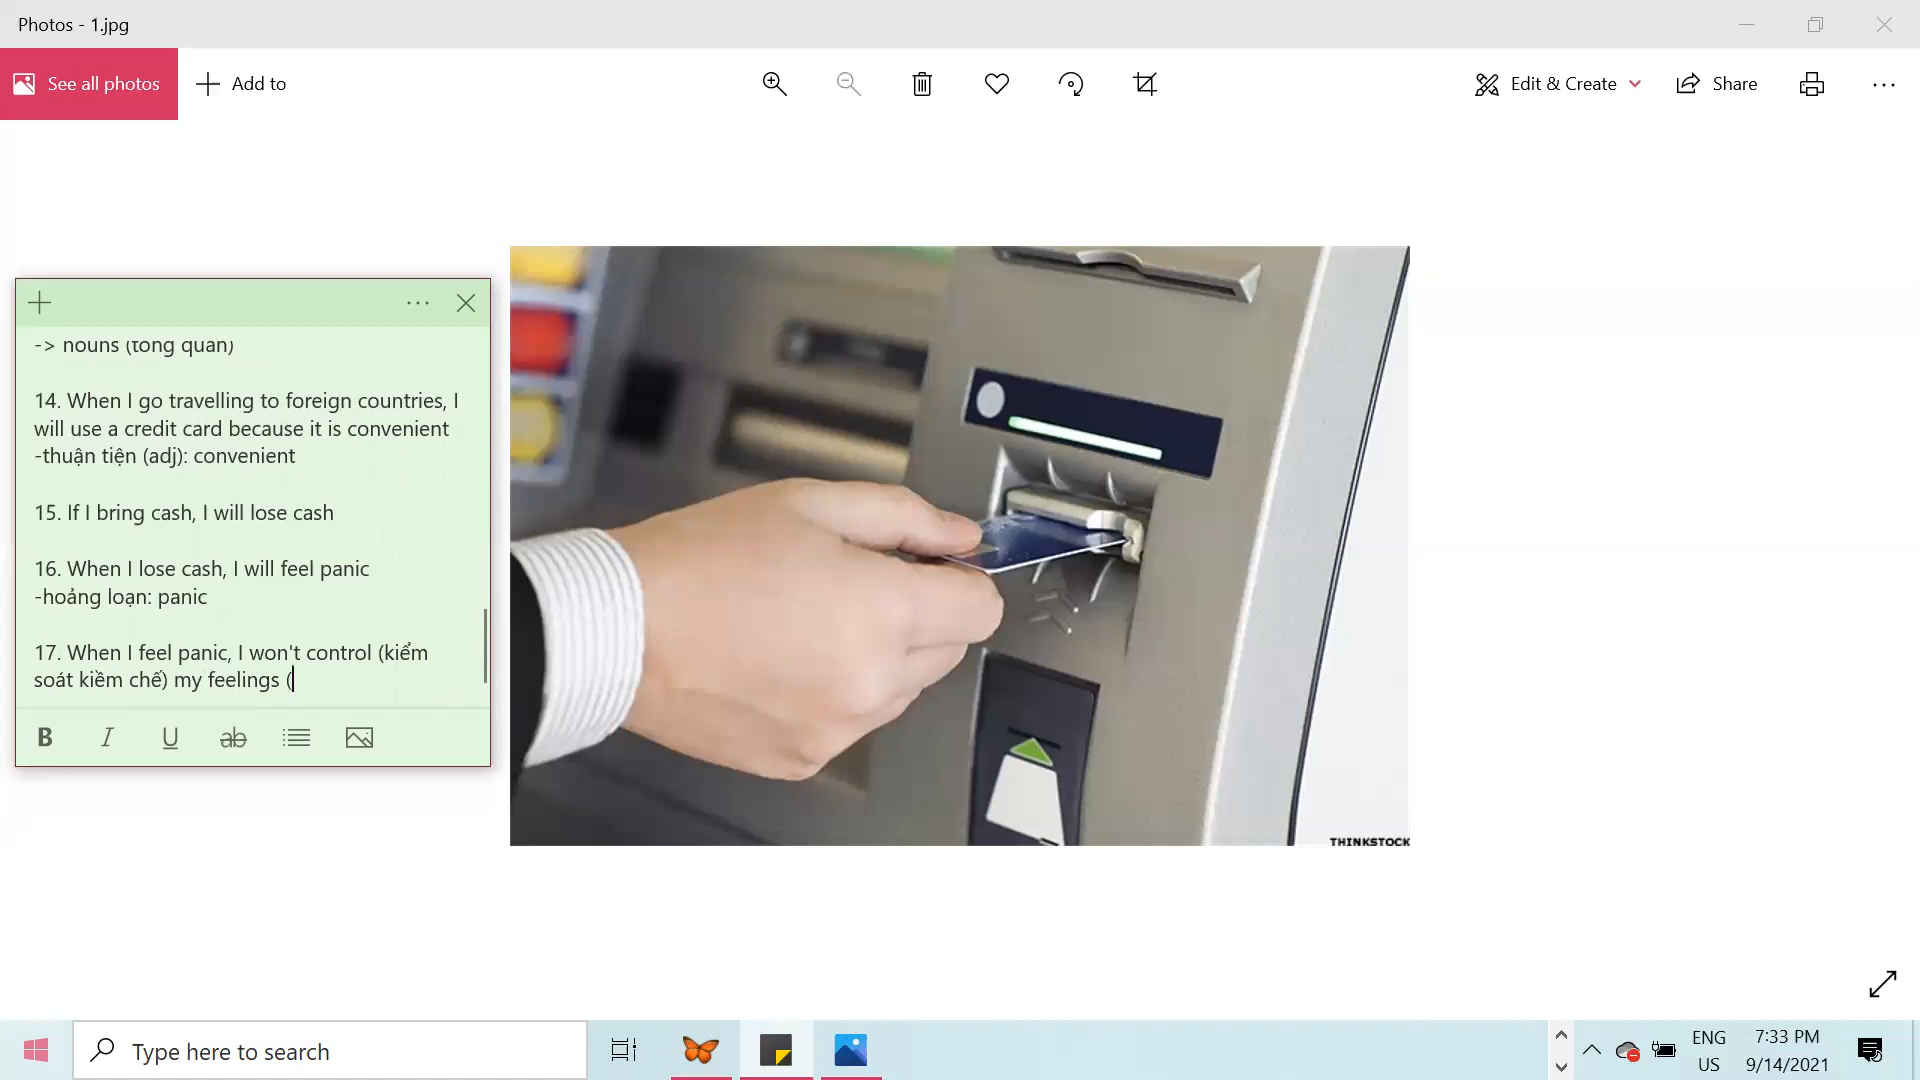 Photos - 1.jpg
See all photos
Add to
Edit & Create
Share
-> nouns (tổng quan)
14. When I go travelling to foreign countries, I
will use a credit card because it is convenient
-thuận tiện (adj): convenient
15. If I bring cash, I will lose cash
16. When I lose cash, I will feel panic
-hoảng loạn: panic
17. When I feel panic, I won't control (kiểm
soát kiềm chế) my feelings (
B I U ab
THINKSTOCK
Type here to search
ENG
US
7:33 PM
9/14/2021